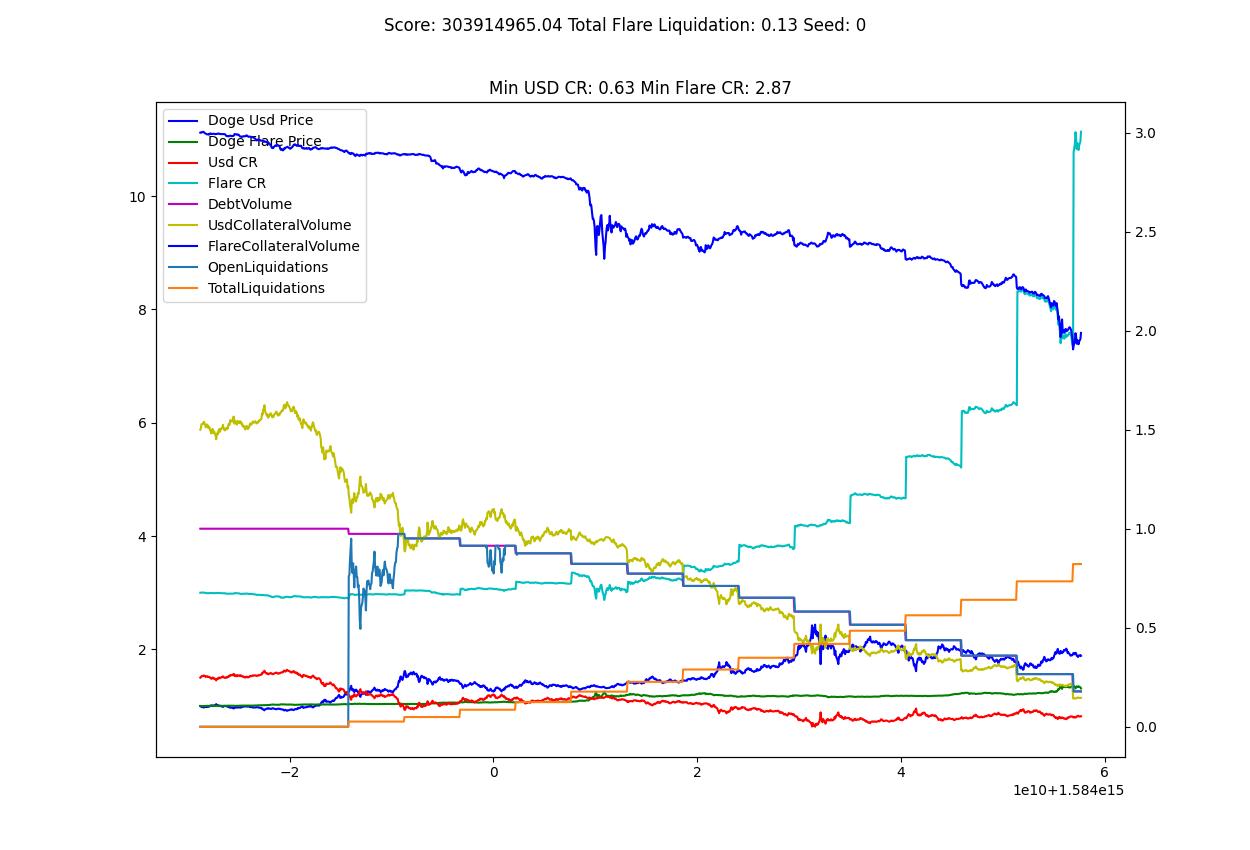 Score: 303914965.04 Total Flare Liquidation: 0.13 Seed: 0
Min USD CR: 0.63 Min Flare CR: 2.87
Doge Usd Price
Doge Flare Price
Usd CR
Flare CR
DebtVolume
UsdCollateralVolume
FlareCollateralVolume
OpenLiquidations
TotalLiquidations
10
8
6
4
2
3.0
2.5
2.0
1.5
1.0
0.5
0.0
−2
0
2
4
6
1e10+1.584e15